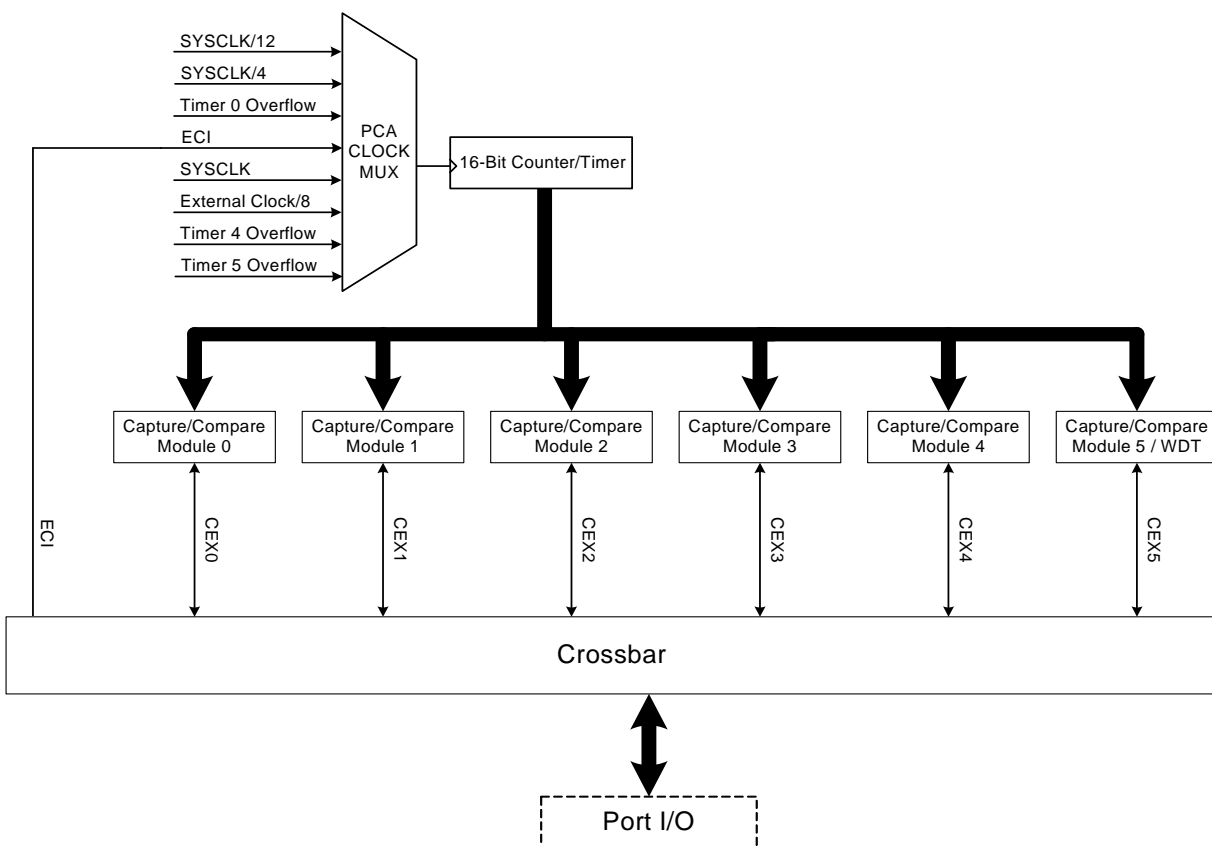 SYSCLK/12
SYSCLK/4
Timer 0 Overflow
ECI
SYSCLK
External Clock/8
Timer 4 Overflow
Timer 5 Overflow
PCA
CLOCK
MUX
16-Bit Counter/Timer
Capture/Compare
Module 0
Capture/Compare
Module 1
Capture/Compare
Module 2
Capture/Compare
Module 3
Capture/Compare
Module 4
Capture/Compare
Module 5 / WDT
ECI
CEX0
CEX1
CEX2
CEX3
CEX4
CEX5
Crossbar
Port I/O